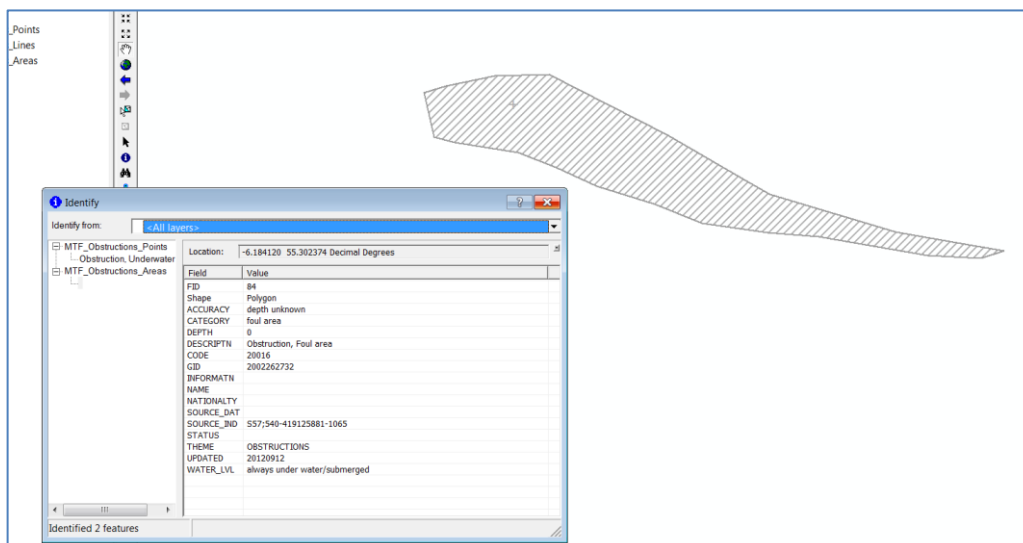 _Points
_Lines
_Areas
Identify
Identify from: <All layers>
MTF_Obstructions_Points
Obstruction, Underwater
MTF_Obstructions_Areas
Location: -6.184120 55.302374 Decimal Degrees
Field Value
FID 84
Shape Polygon
ACCURACY depth unknown
CATEGORY foul area
DEPTH 0
DESCRIPTN Obstruction, Foul area
CODE 20016
GID 2002262732
INFORMATN
NAME
NATIONALTY
SOURCE_DAT
SOURCE_IND S57;540-419125881-1065
STATUS
THEME OBSTRUCTIONS
UPDATED 20120912
WATER_LVL always under water/submerged
Identified 2 features